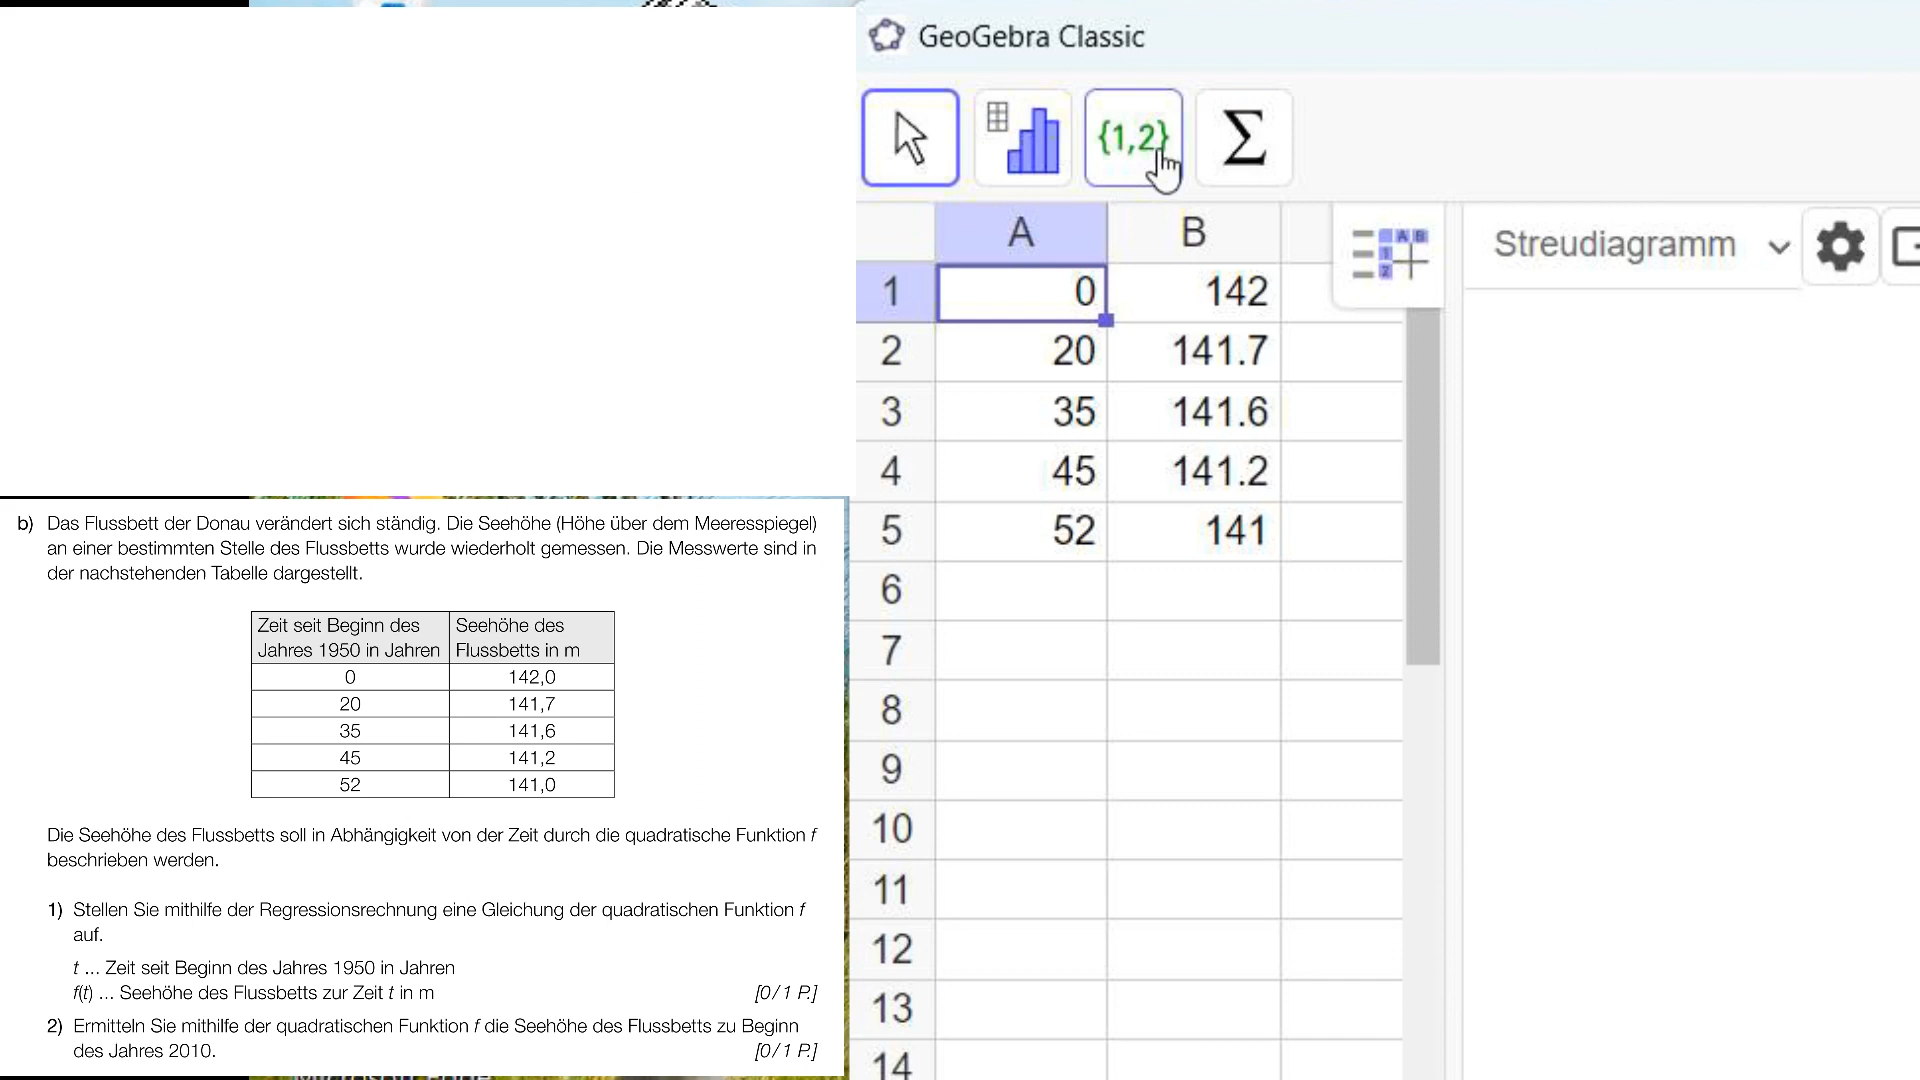 GeoGebra Classic
{1,2}
Σ
A B
Streudiagramm
1 0 142
2 20 141.7
3 35 141.6
4 45 141.2
5 52 141
6
7
8
9
10
11
12
13
14
b) Das Flussbett der Donau verändert sich ständig. Die Seehöhe (Höhe über dem Meeresspiegel)
an einer bestimmten Stelle des Flussbetts wurde wiederholt gemessen. Die Messwerte sind in
der nachstehenden Tabelle dargestellt.
Zeit seit Beginn des Seehöhe des
Jahres 1950 in Jahren Flussbetts in m
0 142,0
20 141,7
35 141,6
45 141,2
52 141,0
Die Seehöhe des Flussbetts soll in Abhängigkeit von der Zeit durch die quadratische Funktion f
beschrieben werden.
1) Stellen Sie mithilfe der Regressionsrechnung eine Gleichung der quadratischen Funktion f
auf.
t ... Zeit seit Beginn des Jahres 1950 in Jahren
f(t) ... Seehöhe des Flussbetts zur Zeit t in m [0/1 P.]
2) Ermitteln Sie mithilfe der quadratischen Funktion f die Seehöhe des Flussbetts zu Beginn
des Jahres 2010. [0/1 P.]